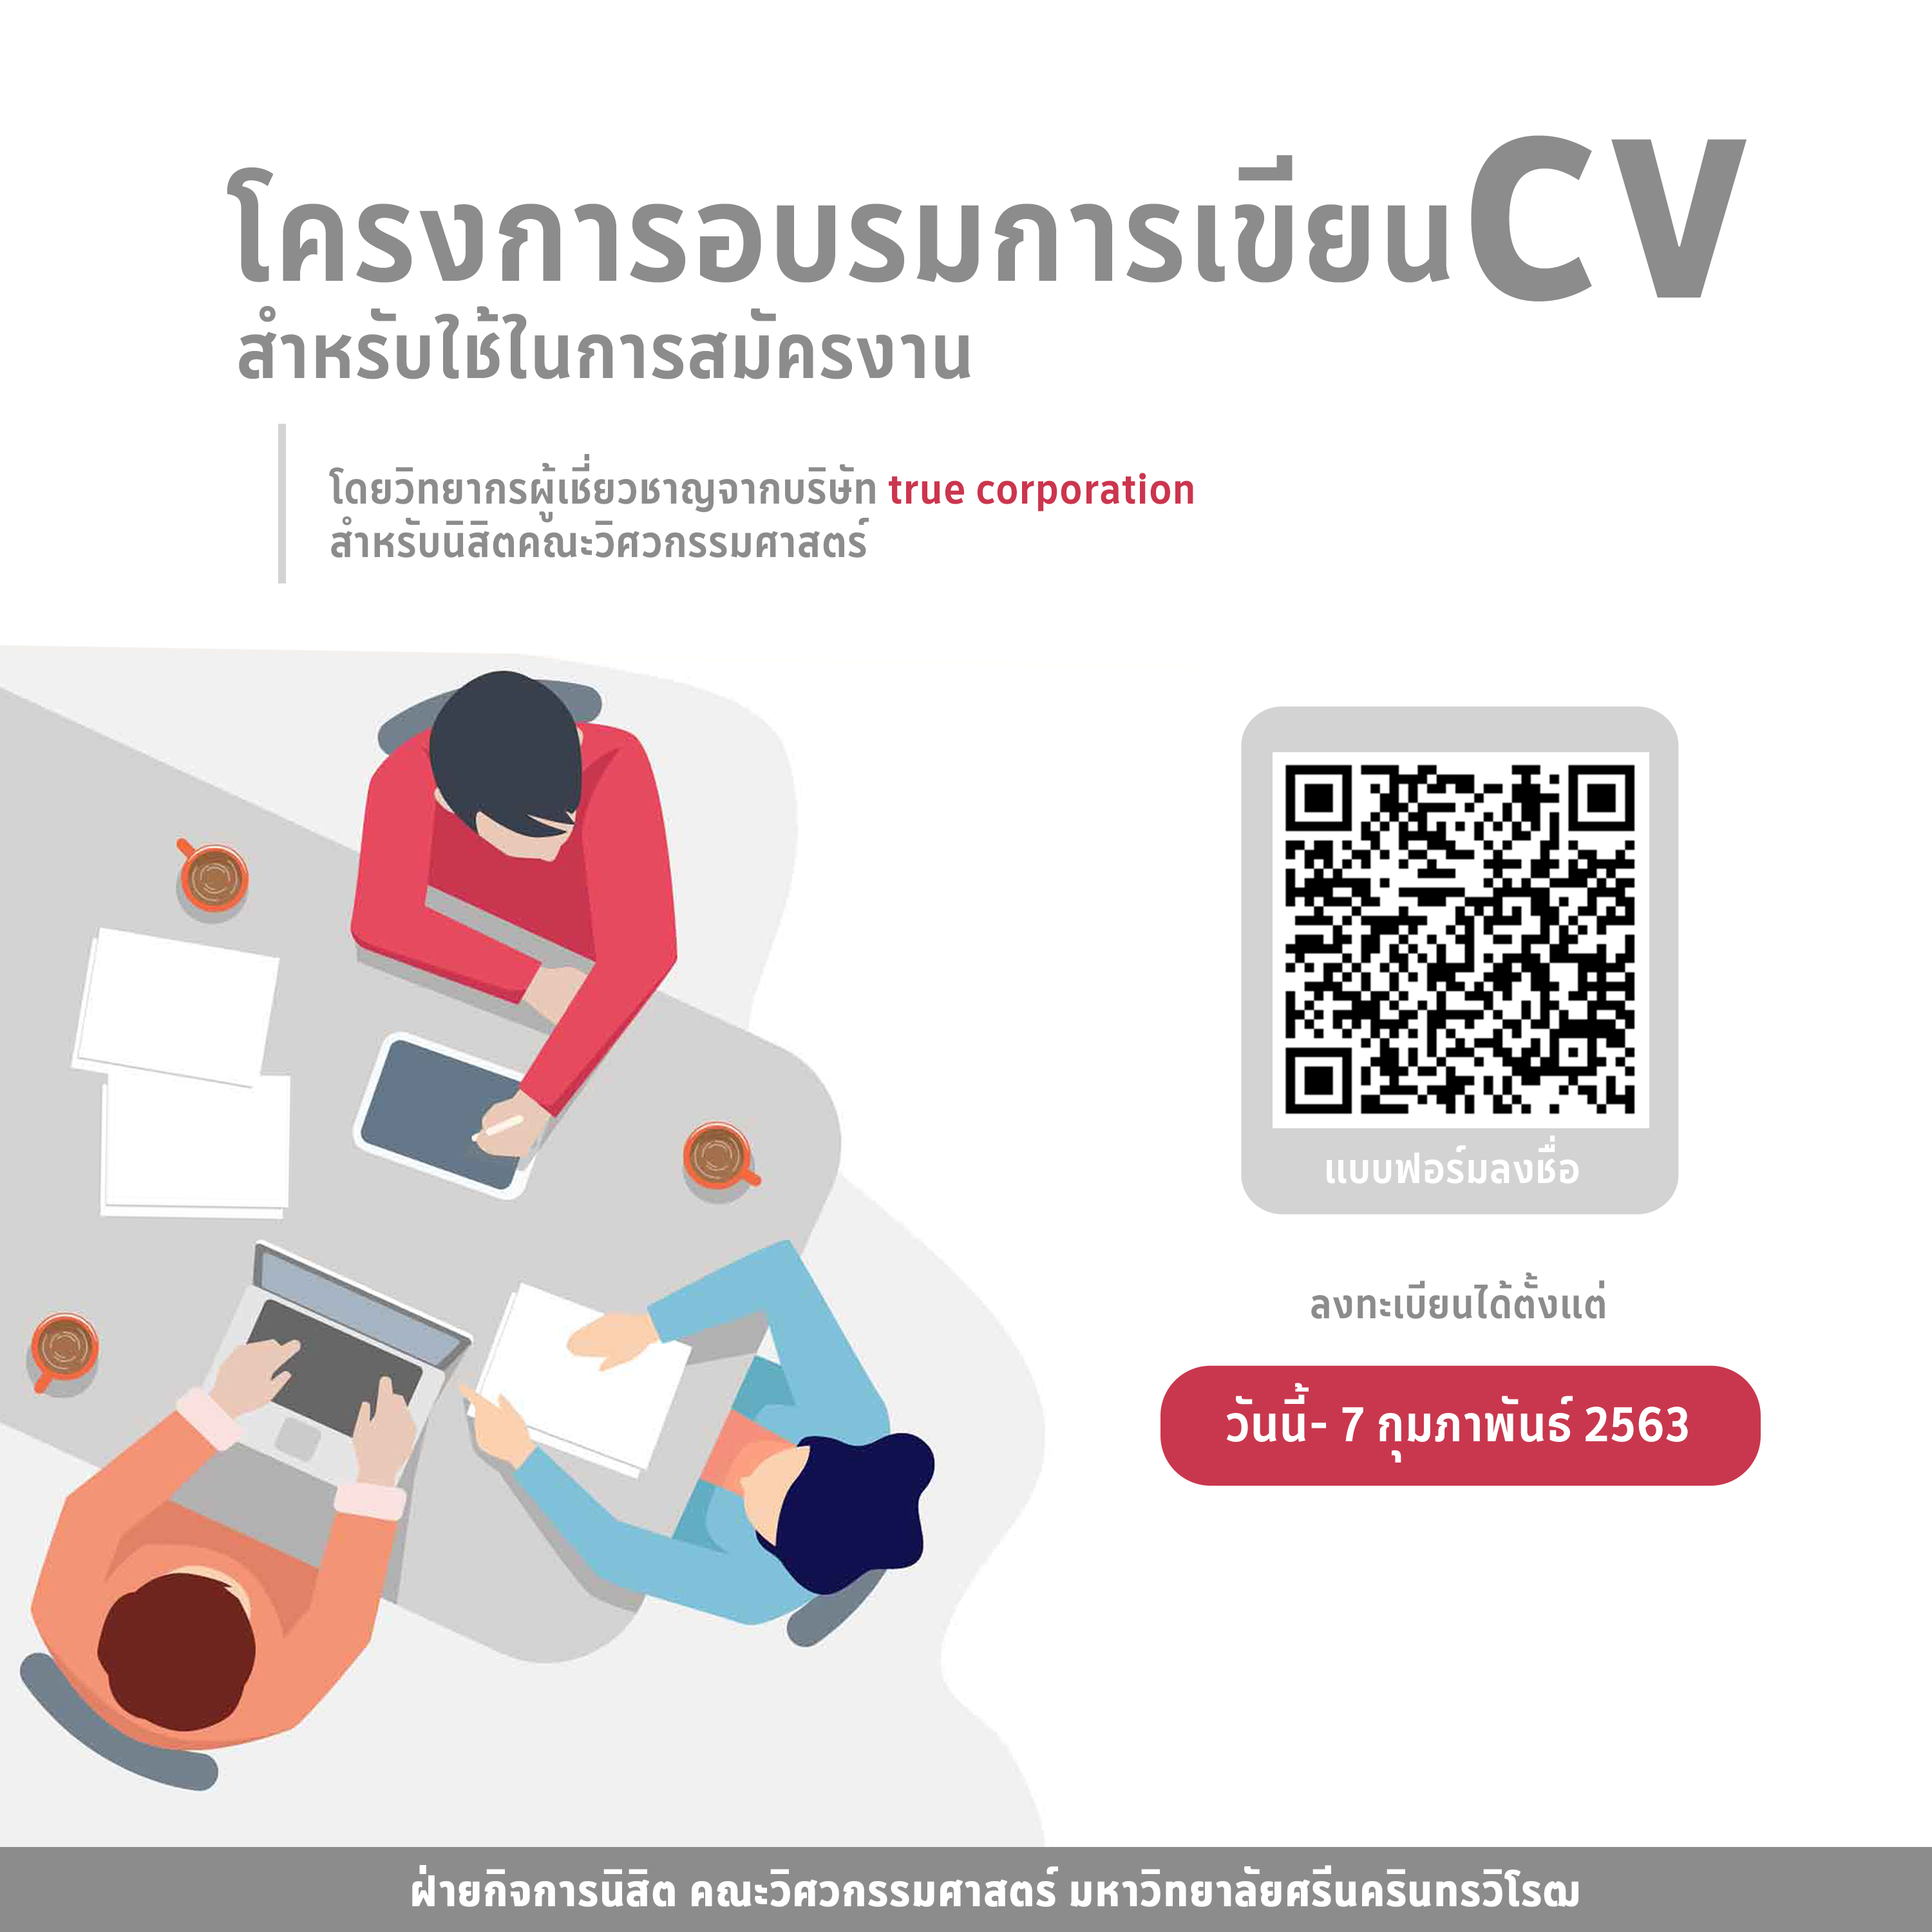 โครงการอบรมการเขียน CV
สำหรับใช้ในการสมัครงาน
โดยวิทยากรผู้เชี่ยวชาญจากบริษัท true corporation
สำหรับนิสิตคณะวิศวกรรมศาสตร์
แบบฟอร์มลงชื่อ
ลงทะเบียนได้ตั้งแต่
วันนี้- 7 กุมภาพันธ์ 2563
ฝ่ายกิจการนิสิต คณะวิศวกรรมศาสตร์ มหาวิทยาลัยศรีนครินทรวิโรฒ